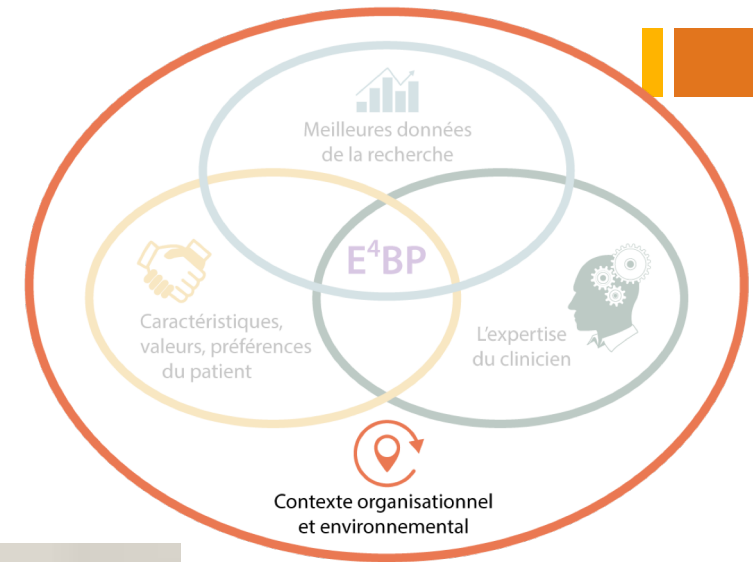 Meilleures données
de la recherche
E⁴BP
Caractéristiques,
valeurs, préférences
du patient
L'expertise
du clinicien
Contexte organisationnel
et environnemental